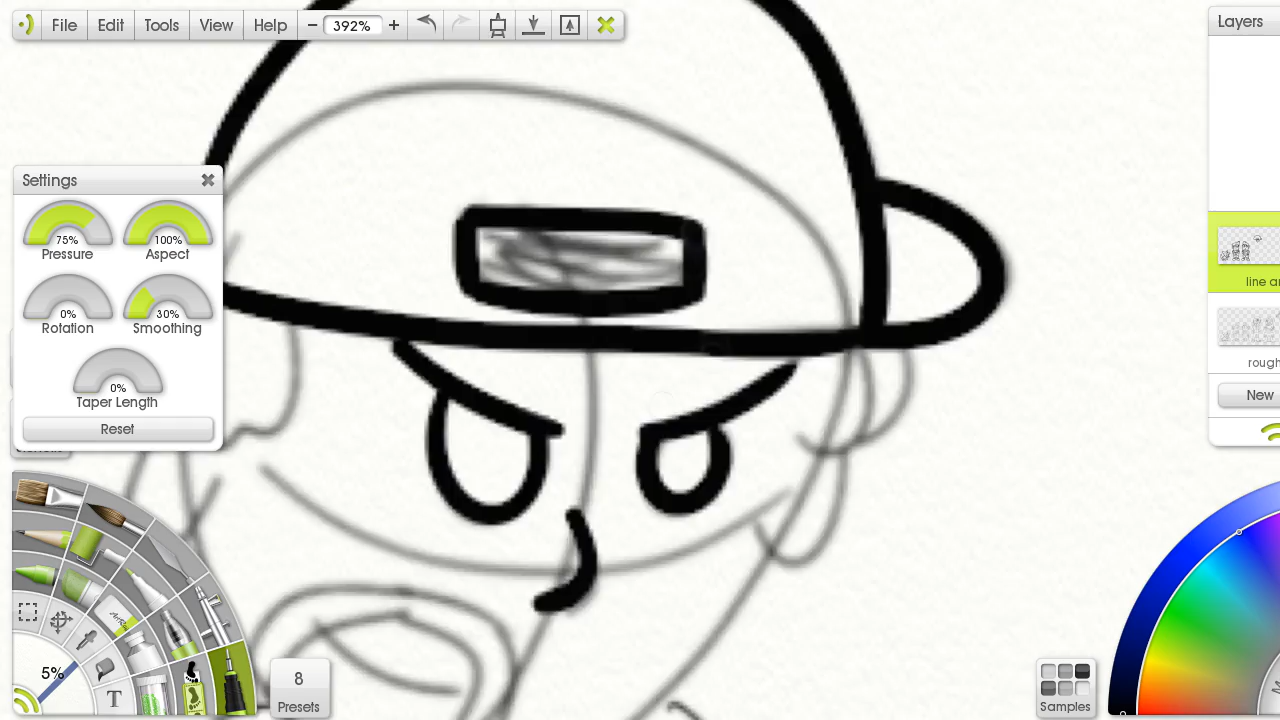 File Edit Tools View Help − 392% +
Layers
Settings
75% 100%
Pressure Aspect
0% 30%
Rotation Smoothing
0%
Taper Length
Reset
line ar
rough
New
5%
T
8
Presets
Samples